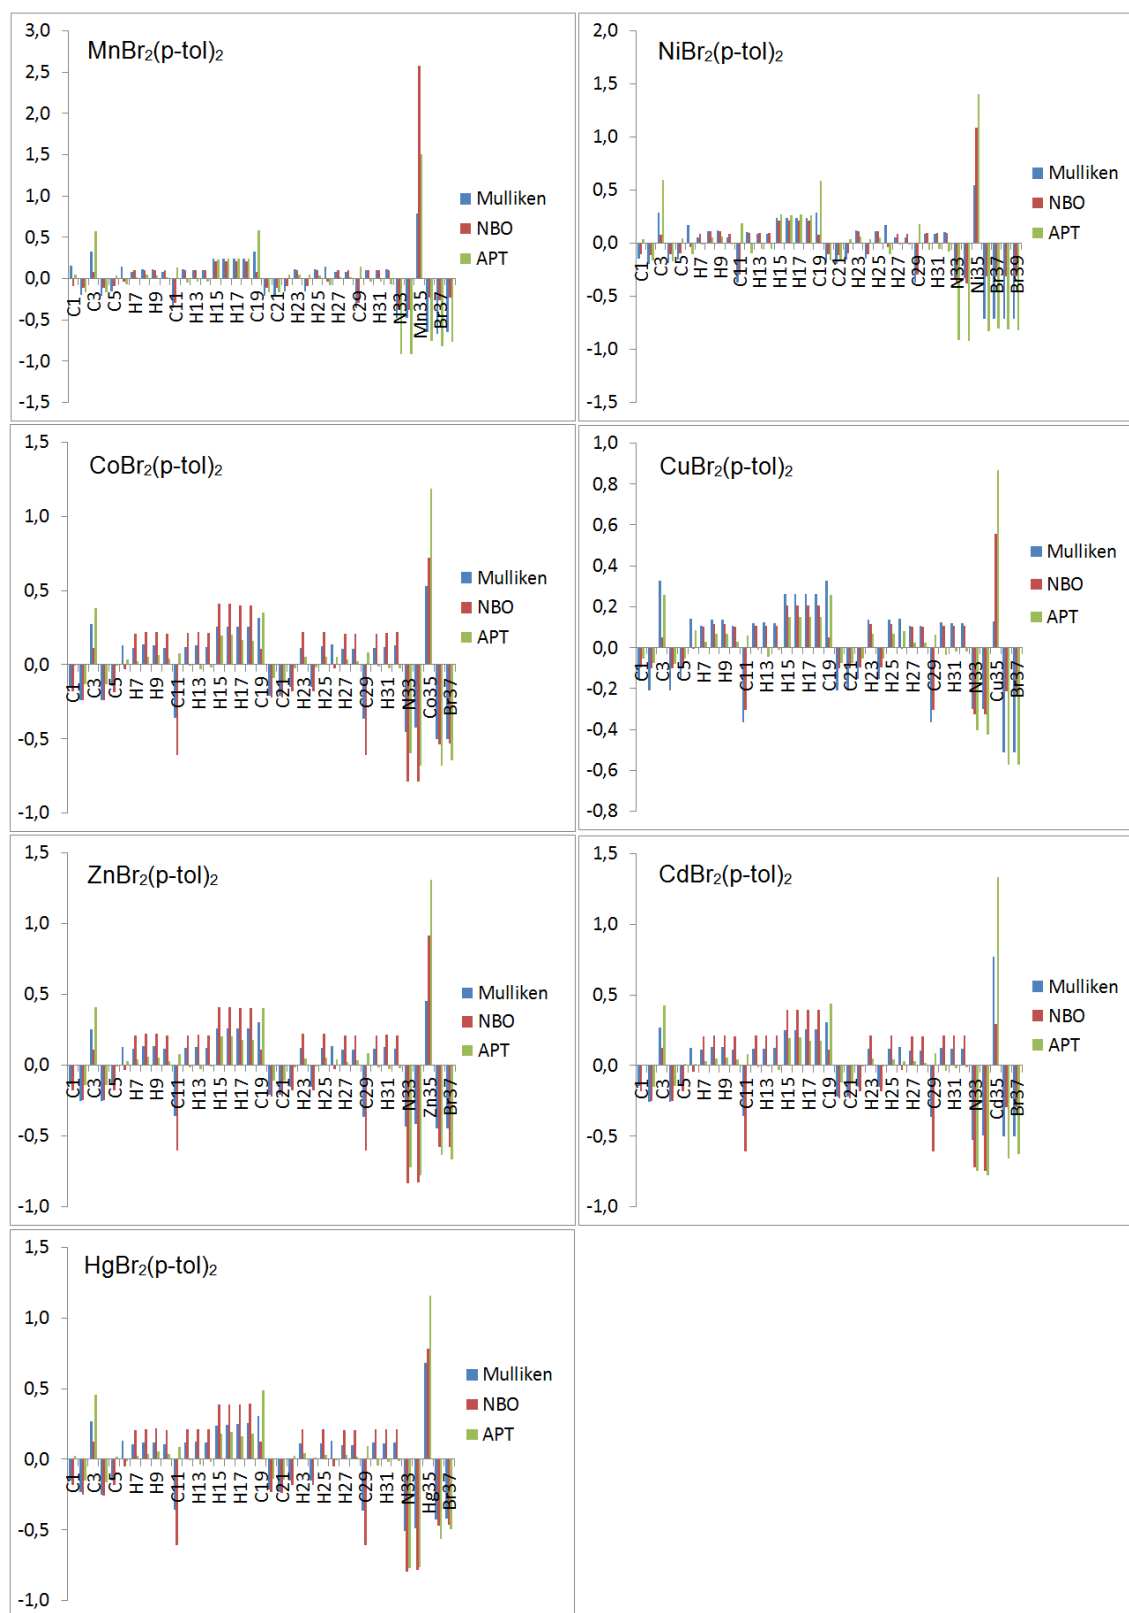 MnBr₂(p-tol)₂
3,0
2,5
2,0
1,5
1,0
0,5
0,0
-0,5
-1,0
-1,5
C1 C3 C5 H7 H9 C11 H13 H15 H17 C19 C21 H23 H25 H27 C29 H31 N33 Mn35 Br37
Mulliken
NBO
APT
NiBr₂(p-tol)₂
2,0
1,5
1,0
0,5
0,0
-0,5
-1,0
-1,5
C1 C3 C5 H7 H9 C11 H13 H15 H17 C19 C21 H23 H25 H27 C29 H31 N33 Ni35 Br37 Br39
Mulliken
NBO
APT
CoBr₂(p-tol)₂
1,5
1,0
0,5
0,0
-0,5
-1,0
C1 C3 C5 H7 H9 C11 H13 H15 H17 C19 C21 H23 H25 H27 C29 H31 N33 Co35 Br37
Mulliken
NBO
APT
CuBr₂(p-tol)₂
1,0
0,8
0,6
0,4
0,2
0,0
-0,2
-0,4
-0,6
-0,8
C1 C3 C5 H7 H9 C11 H13 H15 H17 C19 C21 H23 H25 H27 C29 H31 N33 Cu35 Br37
Mulliken
NBO
APT
ZnBr₂(p-tol)₂
1,5
1,0
0,5
0,0
-0,5
-1,0
C1 C3 C5 H7 H9 C11 H13 H15 H17 C19 C21 H23 H25 H27 C29 H31 N33 Zn35 Br37
Mulliken
NBO
APT
CdBr₂(p-tol)₂
1,5
1,0
0,5
0,0
-0,5
-1,0
C1 C3 C5 H7 H9 C11 H13 H15 H17 C19 C21 H23 H25 H27 C29 H31 N33 Cd35 Br37
Mulliken
NBO
APT
HgBr₂(p-tol)₂
1,5
1,0
0,5
0,0
-0,5
-1,0
C1 C3 C5 H7 H9 C11 H13 H15 H17 C19 C21 H23 H25 H27 C29 H31 N33 Hg35 Br37
Mulliken
NBO
APT